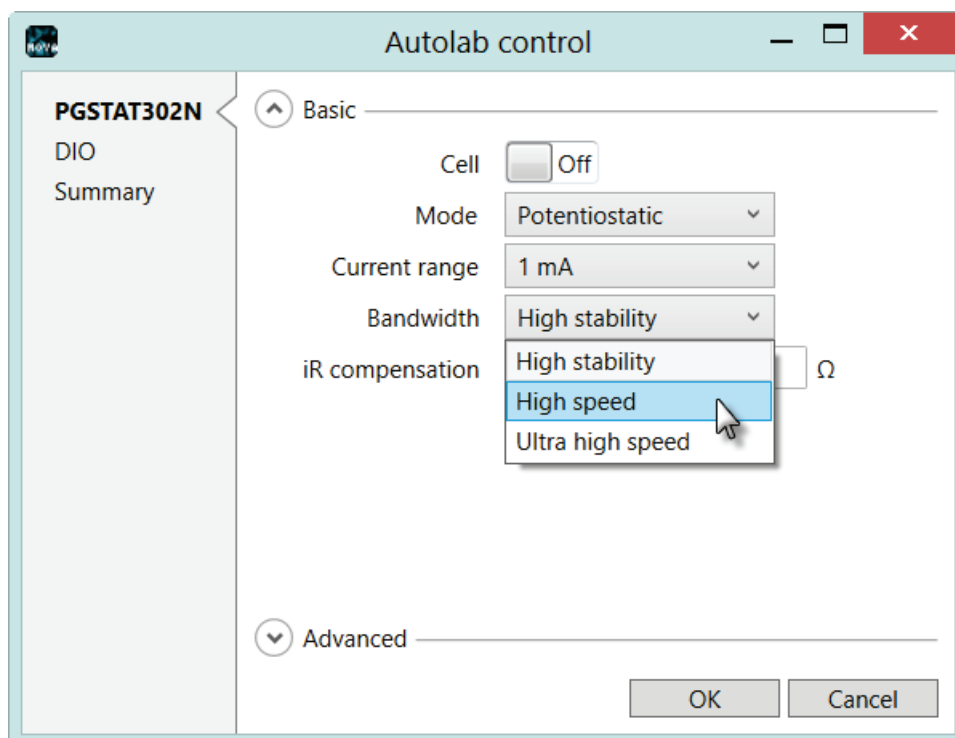 Autolab control
PGSTAT302N
DIO
Summary
Basic
Cell Off
Mode Potentiostatic
Current range 1 mA
Bandwidth High stability
iR compensation Ω
High stability
High speed
Ultra high speed
Advanced
OK Cancel